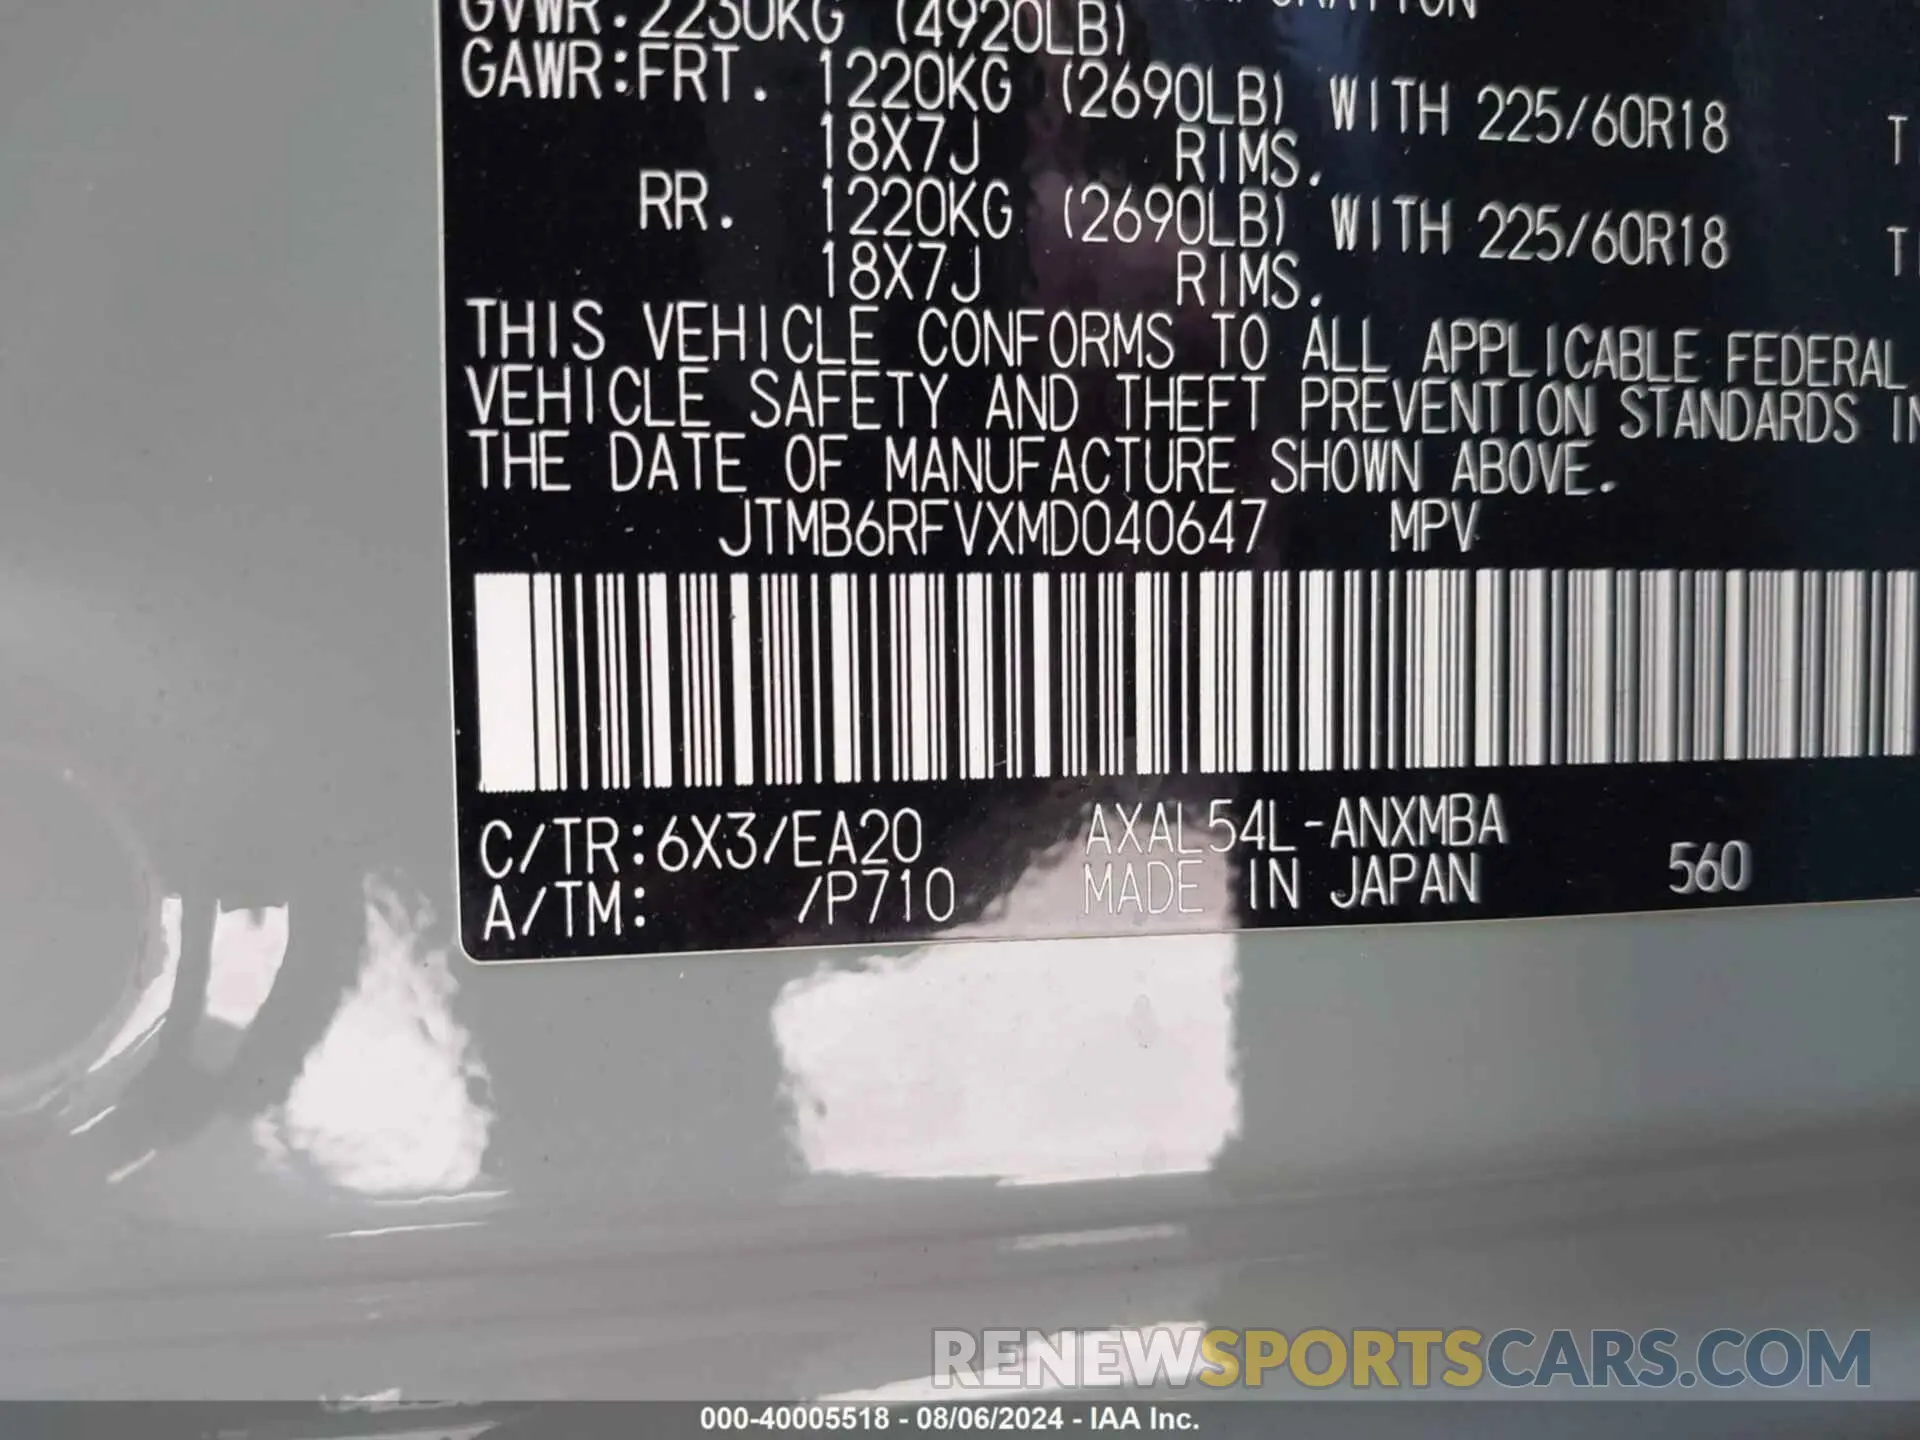 GVWR:2230KG (4920LB)
GAWR:FRT. 1220KG (2690LB) WITH 225/60R18
18X7J RIMS.
RR. 1220KG (2690LB) WITH 225/60R18
18X7J RIMS.
THIS VEHICLE CONFORMS TO ALL APPLICABLE FEDERAL
VEHICLE SAFETY AND THEFT PREVENTION STANDARDS IN
THE DATE OF MANUFACTURE SHOWN ABOVE.
JTMB6RFVXMD040647 MPV
C/TR:6X3/EA20 AXAL54L-ANXMBA
A/TM: /P710 MADE IN JAPAN 560
RENEWSPORTSCARS.COM
000-40005518 - 08/06/2024 - IAA Inc.